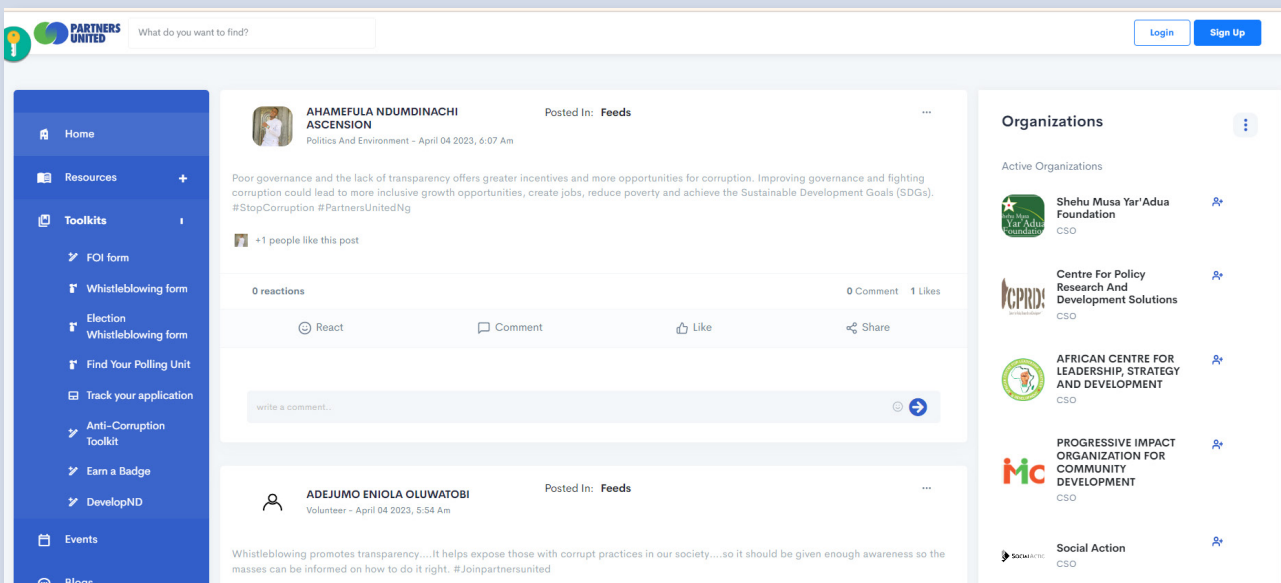 PARTNERS
UNITED
What do you want to find?
Login
Sign Up
Home
Resources
Toolkits
FOI form
Whistleblowing form
Election
Whistleblowing form
Find Your Polling Unit
Track your application
Anti-Corruption
Toolkit
Earn a Badge
DevelopND
Events
Blogs
AHAMEFULA NDUMDINACHI
ASCENSION
Politics And Environment - April 04 2023, 6:07 Am
Posted In: Feeds
Poor governance and the lack of transparency offers greater incentives and more opportunities for corruption. Improving governance and fighting
corruption could lead to more inclusive growth opportunities, create jobs, reduce poverty and achieve the Sustainable Development Goals (SDGs).
#StopCorruption #PartnersUnitedNg
+1 people like this post
0 reactions
0 Comment 1 Likes
React
Comment
Like
Share
write a comment...
ADEJUMO ENIOLA OLUWATOBI
Volunteer - April 04 2023, 5:54 Am
Posted In: Feeds
Whistleblowing promotes transparency....It helps expose those with corrupt practices in our society....so it should be given enough awareness so the
masses can be informed on how to do it right. #Joinpartnersunited
Organizations
Active Organizations
Shehu Musa
Yar'Adua
Foundation
Shehu Musa Yar'Adua
Foundation
CSO
CPRDS
Centre For Policy
Research And
Development Solutions
CSO
AFRICAN CENTRE FOR
LEADERSHIP, STRATEGY
AND DEVELOPMENT
CSO
PROGRESSIVE IMPACT
ORGANIZATION FOR
COMMUNITY
DEVELOPMENT
CSO
Social Action
CSO